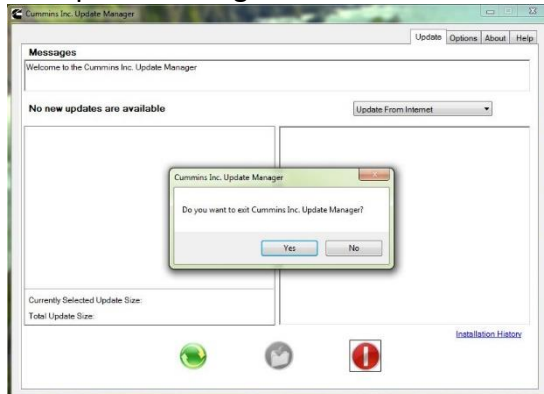 Cummins Inc. Update Manager
Update Options About Help
Messages
Welcome to the Cummins Inc. Update Manager
No new updates are available
Update From Internet
Cummins Inc. Update Manager
Do you want to exit Cummins Inc. Update Manager?
Yes No
Currently Selected Update Size:
Total Update Size:
Installation History